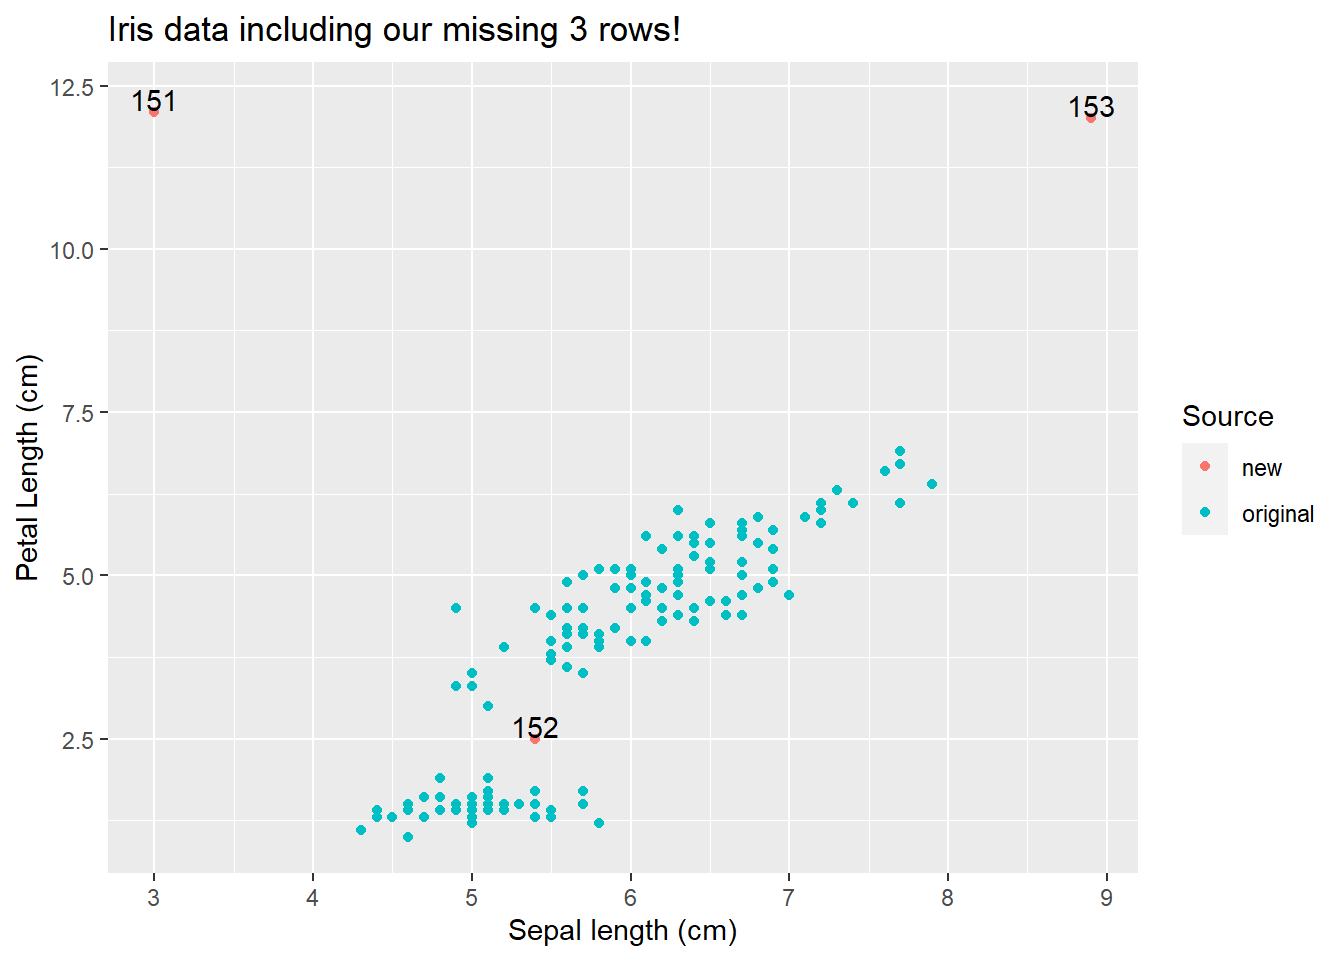 Iris data including our missing 3 rows!
12.5
10.0
7.5
5.0
2.5
Petal Length (cm)
151
153
152
3 4 5 6 7 8 9
Sepal length (cm)
Source
new
original